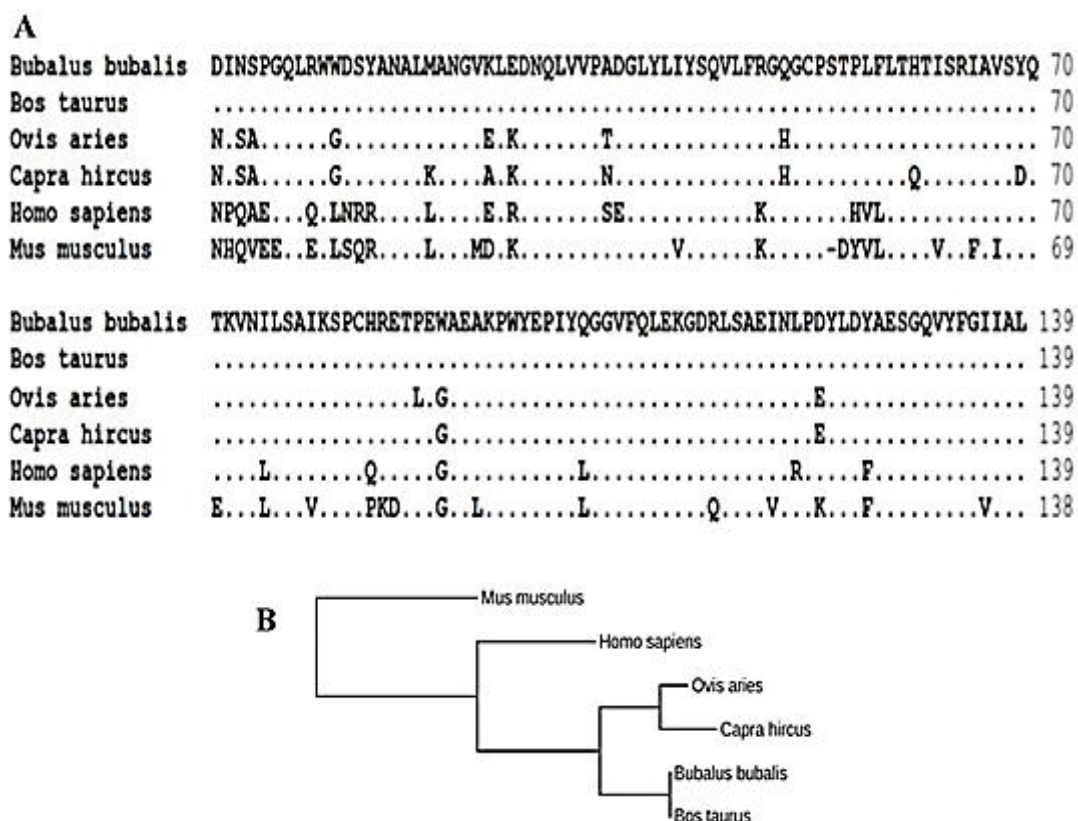 A
Bubalus bubalis DINSPGQLRWWDSYANALMANGVKLEDNQLVVPADGLYLIYSQVLFRGQGCPSTPLFLTHTISRIAVSYQ 70
Bos taurus ...................................................................... 70
Ovis aries N.SA......G............E.K.......T..............H..................... 70
Capra hircus N.SA......G.......K....A.K.......N..............H..........Q........D. 70
Homo sapiens NPQAE...Q.LNRR....L....E.R.......SE...........K.......HVL............. 70
Mus musculus NHQVEE..E.LSQR....L...MD.K.............V......K.....-DYVL....V..F.I... 69
Bubalus bubalis TKVNILSAIKSPCHRETPEWAEAKPWYEPIYQGGVFQLEKGDRLSAEINLPDYLDYAESGQVYFGIIAL 139
Bos taurus ..................................................................... 139
Ovis aries .................L.G...............................E................. 139
Capra hircus ...................G...............................E................. 139
Homo sapiens ....L........Q.....G...........L.................R.....F............. 139
Mus musculus E...L...V....PKD...G..L........L..........Q....V...K...F.........V... 138
B
Mus musculus
Homo sapiens
Ovis aries
Capra hircus
Bubalus bubalis
Bos taurus